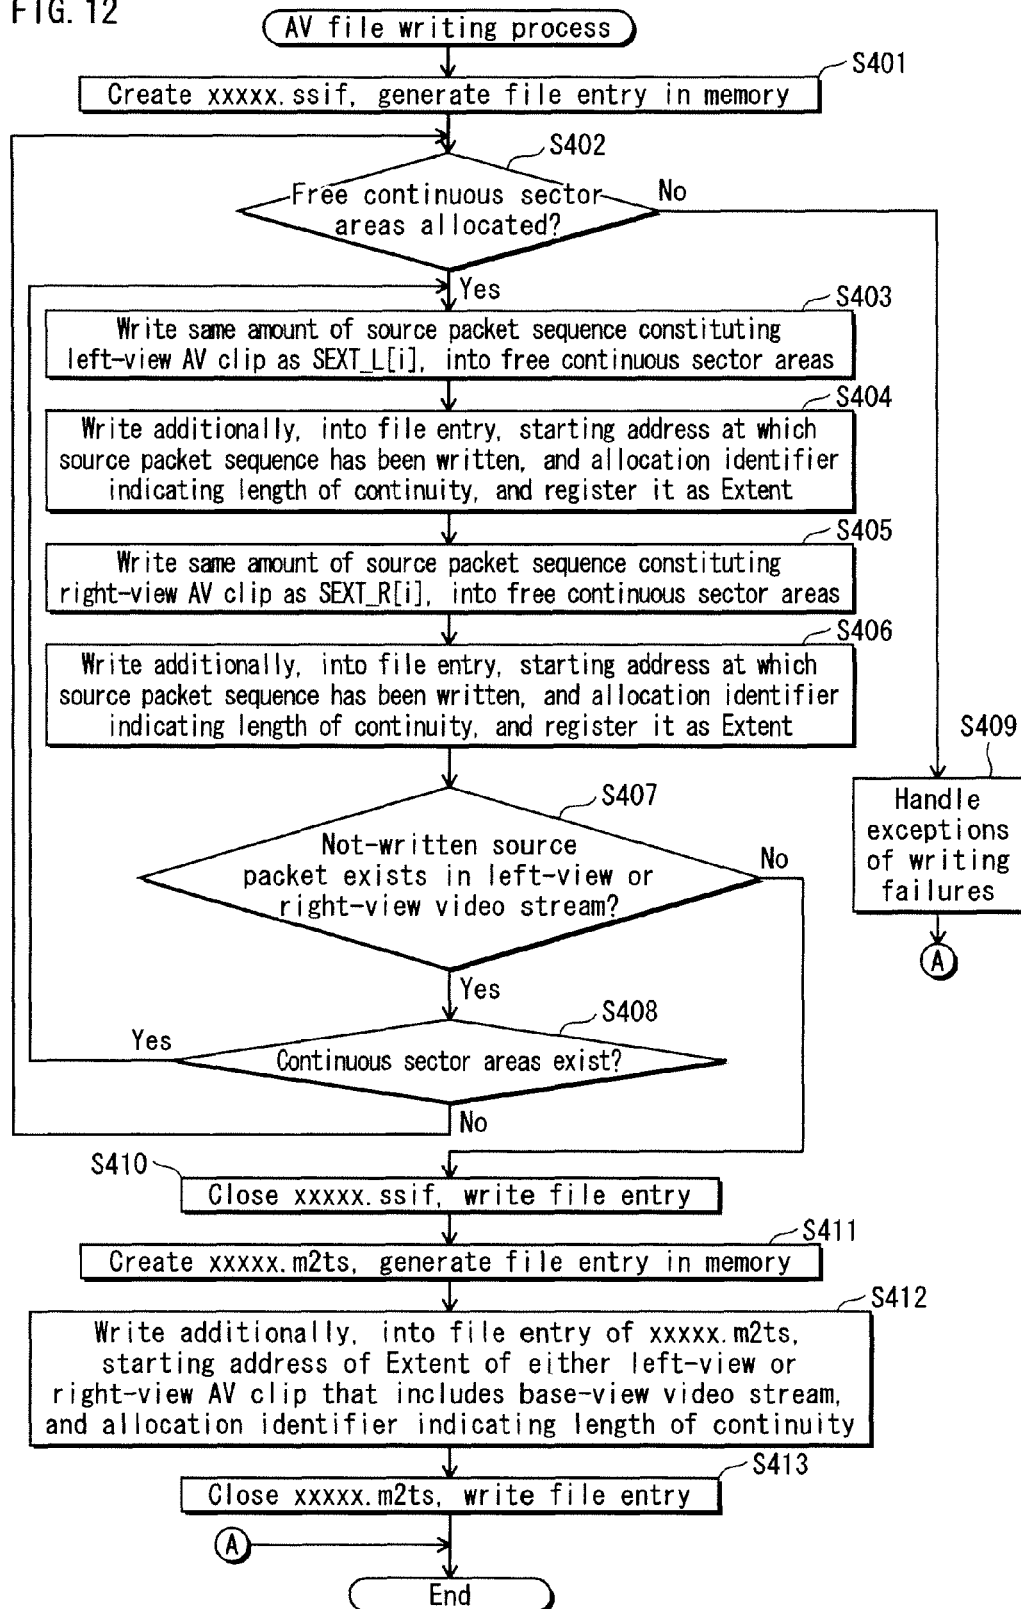 FIG. 12
AV file writing process
S401
Create xxxxx.ssif, generate file entry in memory
S402
Free continuous sector
areas allocated?
No
Yes
S403
Write same amount of source packet sequence constituting
left-view AV clip as SEXT_L[i], into free continuous sector areas
S404
Write additionally, into file entry, starting address at which
source packet sequence has been written, and allocation identifier
indicating length of continuity, and register it as Extent
S405
Write same amount of source packet sequence constituting
right-view AV clip as SEXT_R[i], into free continuous sector areas
S406
Write additionally, into file entry, starting address at which
source packet sequence has been written, and allocation identifier
indicating length of continuity, and register it as Extent
S409
Handle
exceptions
of writing
failures
A
S407
Not-written source
packet exists in left-view or
right-view video stream?
No
Yes
S408
Yes
Continuous sector areas exist?
No
S410
Close xxxxx.ssif, write file entry
S411
Create xxxxx.m2ts, generate file entry in memory
S412
Write additionally, into file entry of xxxxx.m2ts,
starting address of Extent of either left-view or
right-view AV clip that includes base-view video stream,
and allocation identifier indicating length of continuity
S413
Close xxxxx.m2ts, write file entry
A
End